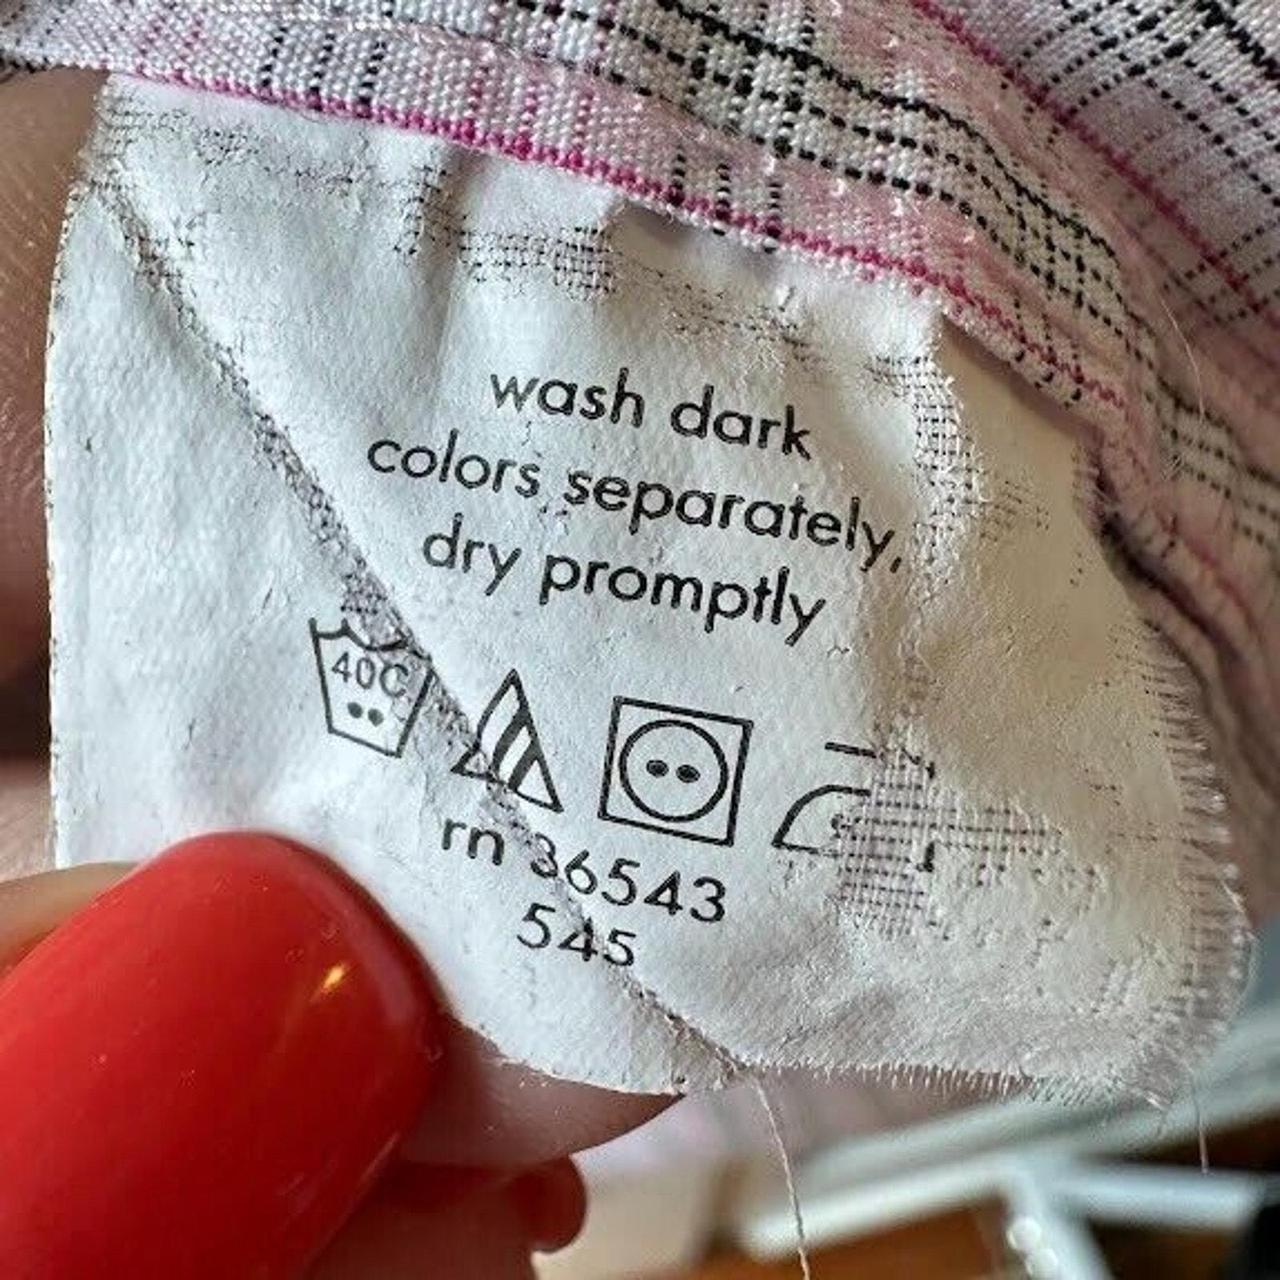 wash dark
colors separately,
dry promptly
40C
rn 36543
545